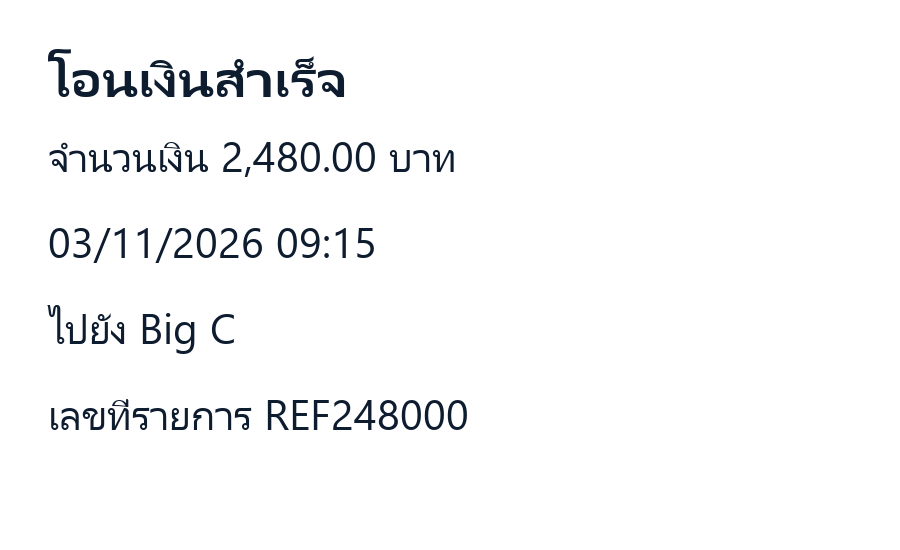 โอนเงินสำเร็จ
จำนวนเงิน 2,480.00 บาท
03/11/2026 09:15
ไปยัง Big C
เลขที่รายการ REF248000